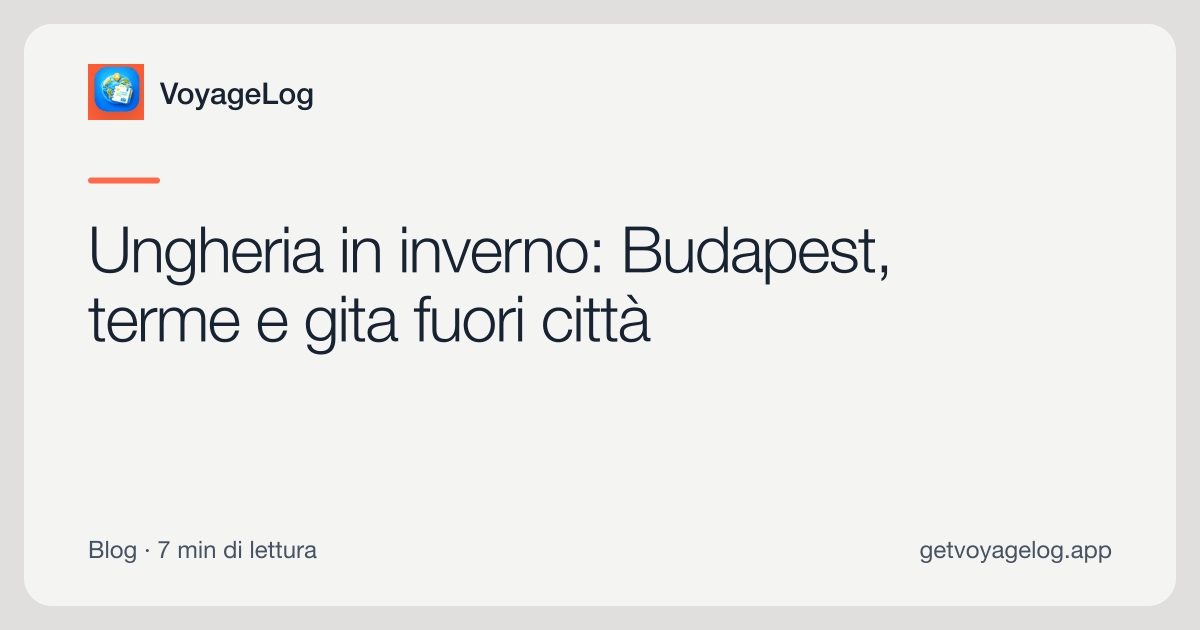 VoyageLog
Ungheria in inverno: Budapest,
terme e gita fuori città
Blog · 7 min di lettura
getvoyagelog.app